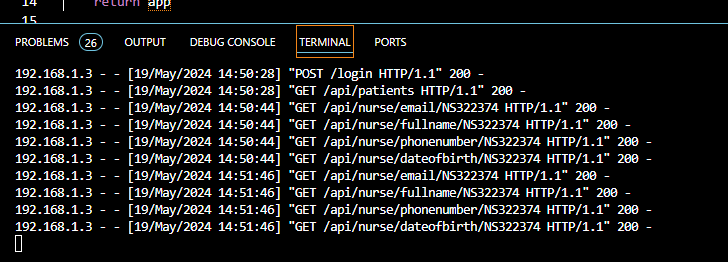 14 return app
15
PROBLEMS 26 OUTPUT DEBUG CONSOLE TERMINAL PORTS
192.168.1.3 - - [19/May/2024 14:50:28] "POST /login HTTP/1.1" 200 -
192.168.1.3 - - [19/May/2024 14:50:28] "GET /api/patients HTTP/1.1" 200 -
192.168.1.3 - - [19/May/2024 14:50:44] "GET /api/nurse/email/NS322374 HTTP/1.1" 200 -
192.168.1.3 - - [19/May/2024 14:50:44] "GET /api/nurse/fullname/NS322374 HTTP/1.1" 200 -
192.168.1.3 - - [19/May/2024 14:50:44] "GET /api/nurse/phonenumber/NS322374 HTTP/1.1" 200 -
192.168.1.3 - - [19/May/2024 14:50:44] "GET /api/nurse/dateofbirth/NS322374 HTTP/1.1" 200 -
192.168.1.3 - - [19/May/2024 14:51:46] "GET /api/nurse/email/NS322374 HTTP/1.1" 200 -
192.168.1.3 - - [19/May/2024 14:51:46] "GET /api/nurse/fullname/NS322374 HTTP/1.1" 200 -
192.168.1.3 - - [19/May/2024 14:51:46] "GET /api/nurse/phonenumber/NS322374 HTTP/1.1" 200 -
192.168.1.3 - - [19/May/2024 14:51:46] "GET /api/nurse/dateofbirth/NS322374 HTTP/1.1" 200 -